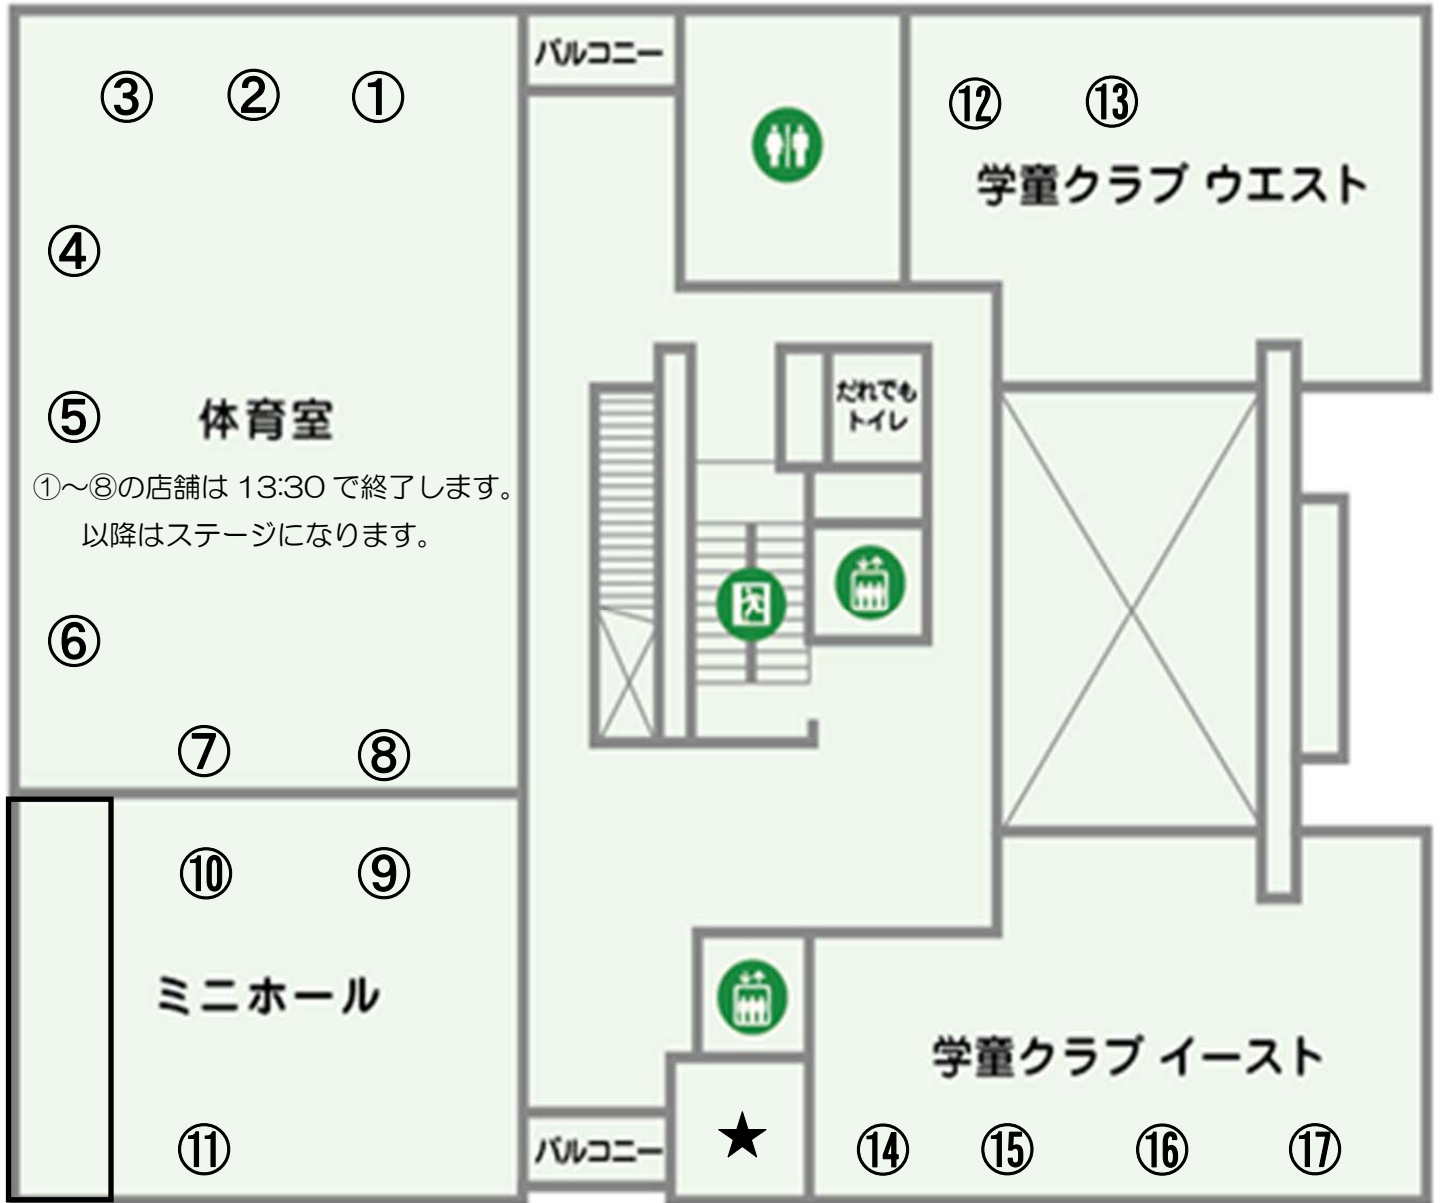 バルコニー
③ ② ①
⑫ ⑬
学童クラブ ウエスト
④
だれでも
トイレ
⑤
体育室
①～⑧の店舗は 13:30 で終了します。
以降はステージになります。
⑥
⑦ ⑧
⑩ ⑨
ミニホール
学童クラブ イースト
⑪
バルコニー
★
⑭ ⑮ ⑯ ⑰